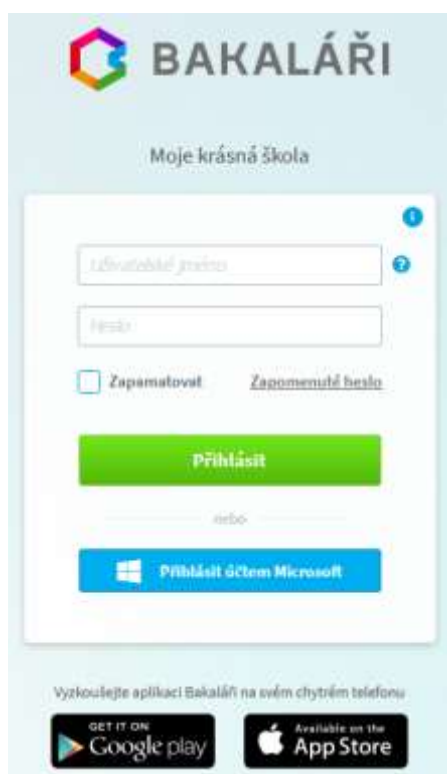 BAKALÁŘI
Moje krásná škola
i
Uživatelské jméno
?
Heslo
Zapamatovat Zapomenuté heslo
Přihlásit
nebo
Přihlásit účtem Microsoft
Vyzkoušejte aplikaci Bakaláři na svém chytrém telefonu
GET IT ON
Google play
Available on the
App Store